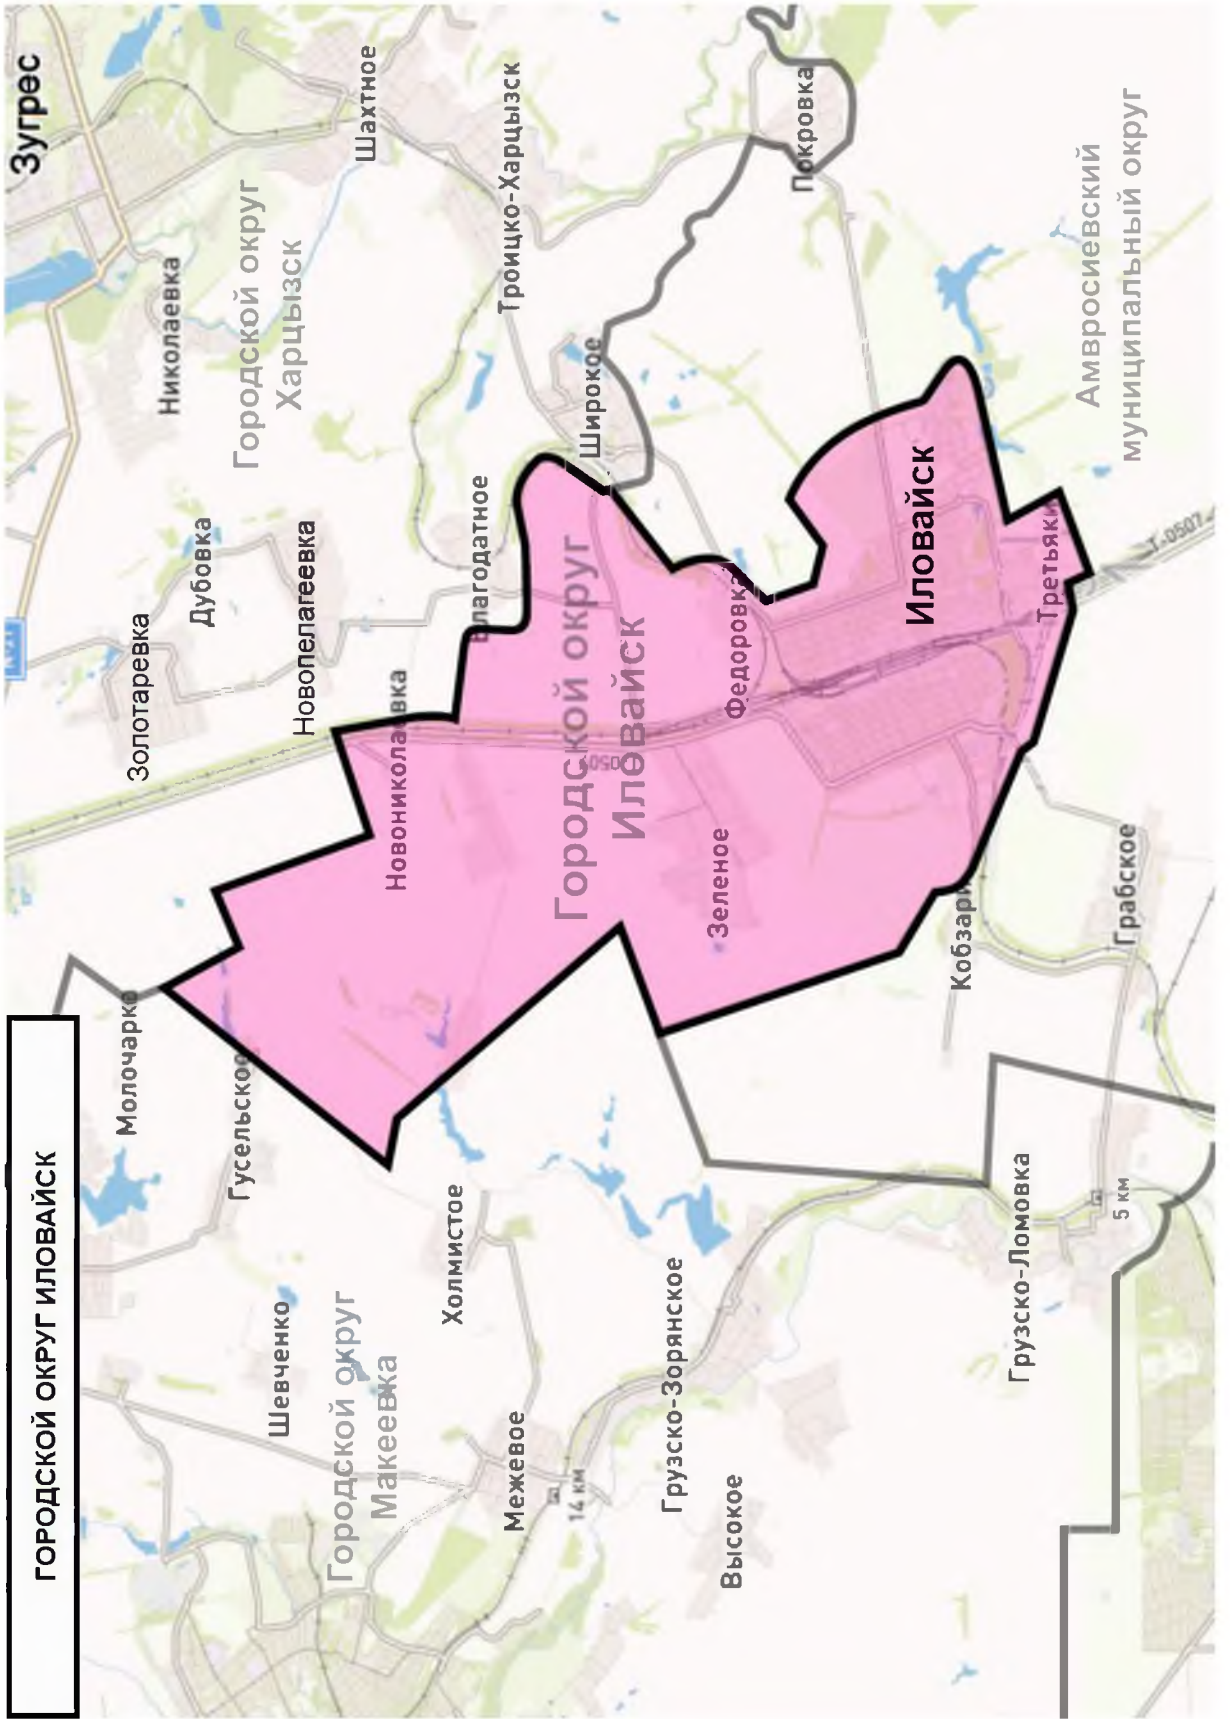 ГОРОДСКОЙ ОКРУГ ИЛОВАЙСК
Зугрес
Шахтное
Троицко-Харцызск
Покровка
Николаевка
Городской округ
Харцызск
Широкое
Амвросиевский
муниципальный округ
Дубовка
Золотаревка
Новопелагеевка
Благодатное
Новониколаевка
Городской округ
Иловайск
Федоровка
Иловайск
Третьяки
Т-0507
Зеленое
Кобзари
Грабское
Молочарка
Гусельское
Холмистое
Шевченко
Городской округ
Макеевка
Межевое
14 км
Грузско-Зорянское
Высокое
Грузско-Ломовка
5 км